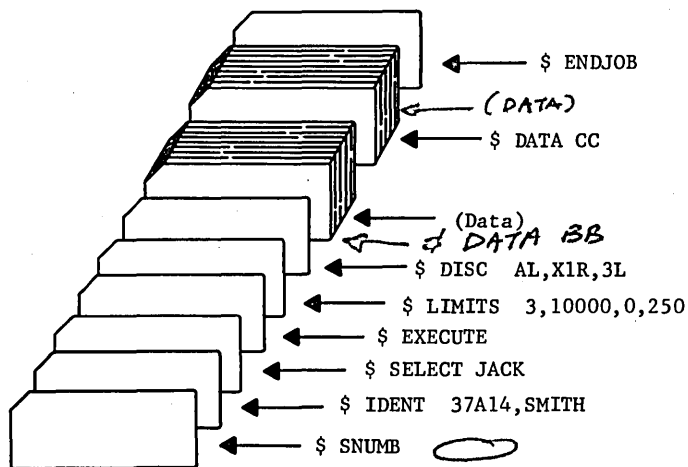 $ ENDJOB
(DATA)
$ DATA CC
(Data)
$ DATA BB
$ DISC AL,X1R,3L
$ LIMITS 3,10000,0,250
$ EXECUTE
$ SELECT JACK
$ IDENT 37A14,SMITH
$ SNUMB